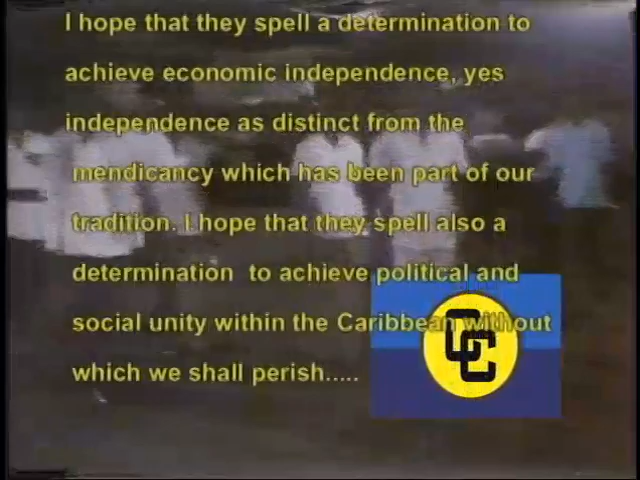 I hope that they spell a determination to
achieve economic independence, yes
independence as distinct from the
mendicancy which has been part of our
tradition. I hope that they spell also a
determination to achieve political and
social unity within the Caribbean without
which we shall perish.....
CC